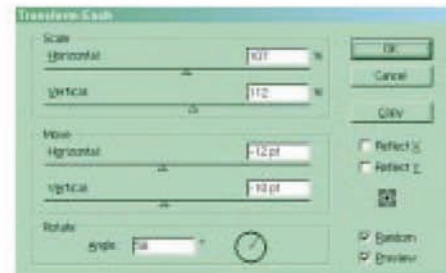 Transform Each
Scale
Horizontal 107 %
Vertical 112 %
Move
Horizontal -12 pt
Vertical -10 pt
Rotate
Angle: 58 °
OK
Cancel
Copy
Reflect X
Reflect Y
Random
Preview